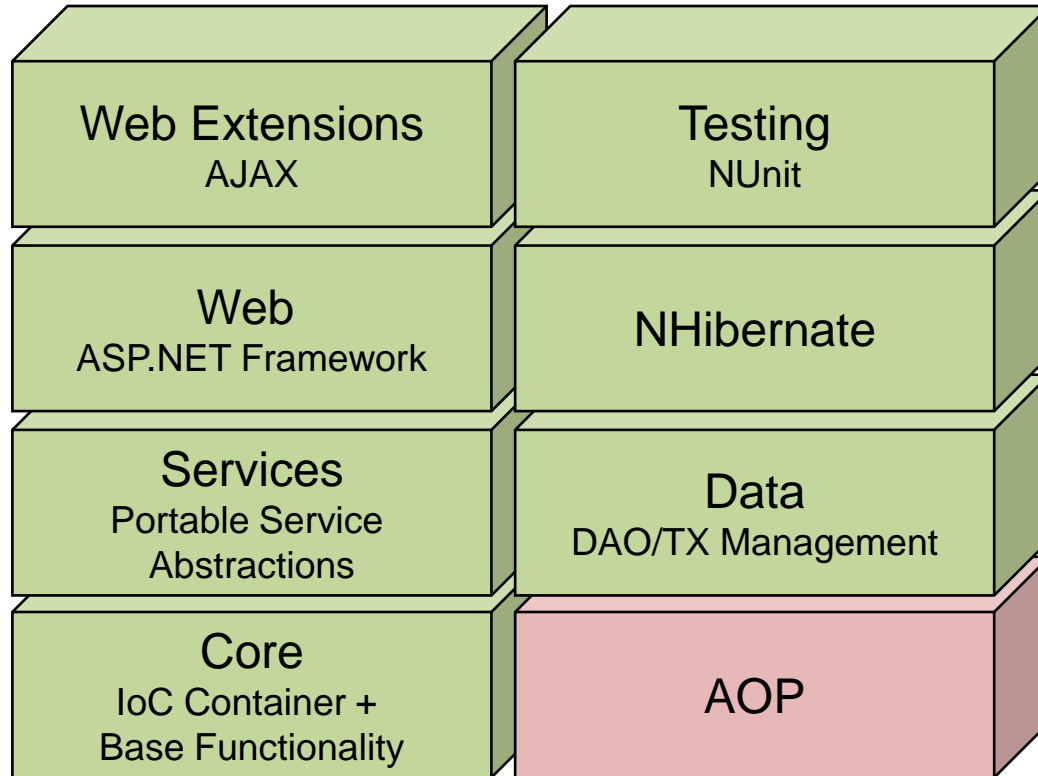 Web Extensions
AJAX
Testing
NUnit
Web
ASP.NET Framework
NHibernate
Services
Portable Service
Abstractions
Data
DAO/TX Management
Core
IoC Container +
Base Functionality
AOP